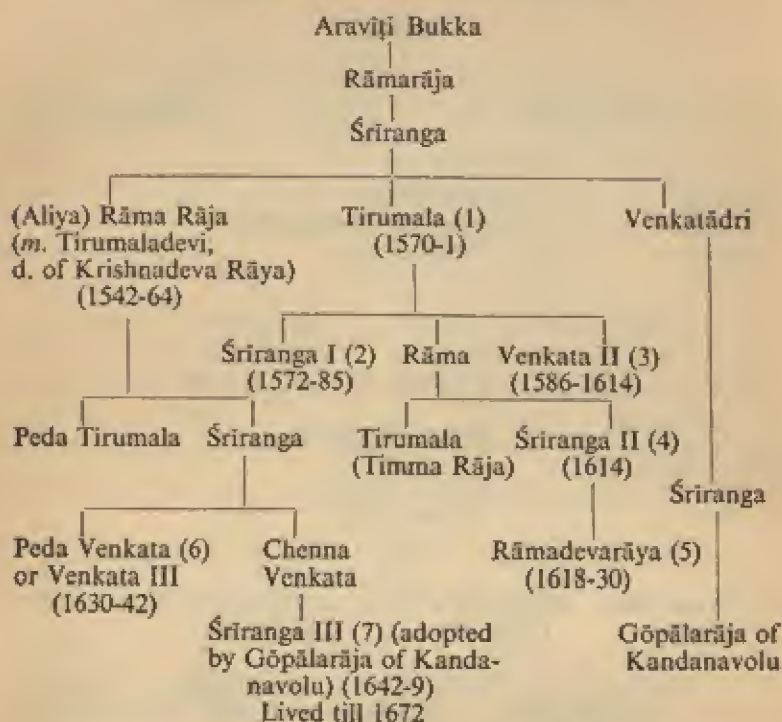 Aravīṭi Bukka
Rāmarāja
Śrīranga
(Aliya) Rāma Rāja
(m. Tirumaladevi,
d. of Krishnadeva Rāya)
(1542-64)
Tirumala (1)
(1570-1)
Venkatādri
Śrīranga I (2)
(1572-85)
Rāma
Venkata II (3)
(1586-1614)
Peda Tirumala
Śrīranga
Tirumala
(Timma Rāja)
Śrīranga II (4)
(1614)
Śrīranga
Peda Venkata (6)
or Venkata III
(1630-42)
Chenna
Venkata
Rāmadevarāya (5)
(1618-30)
Śrīranga III (7) (adopted
by Gōpālarāja of Kanda-
navolu) (1642-9)
Lived till 1672
Gōpālarāja of
Kandanavolu